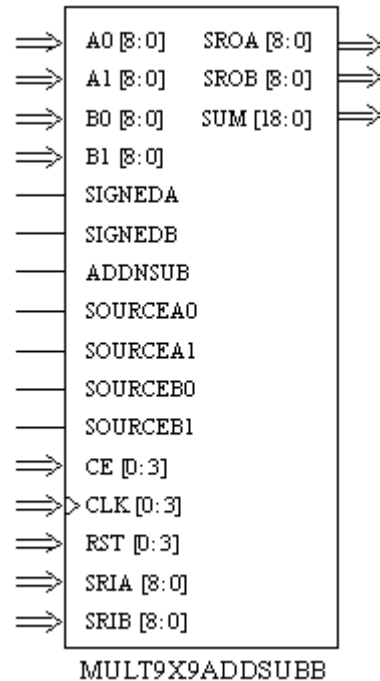 A0 [8:0] SROA [8:0]
A1 [8:0] SROB [8:0]
B0 [8:0] SUM [18:0]
B1 [8:0]
SIGNEDA
SIGNEDB
ADDNSUB
SOURCEA0
SOURCEA1
SOURCEB0
SOURCEB1
CE [0:3]
CLK [0:3]
RST [0:3]
SRIA [8:0]
SRIB [8:0]
MULT9X9ADDSUBB